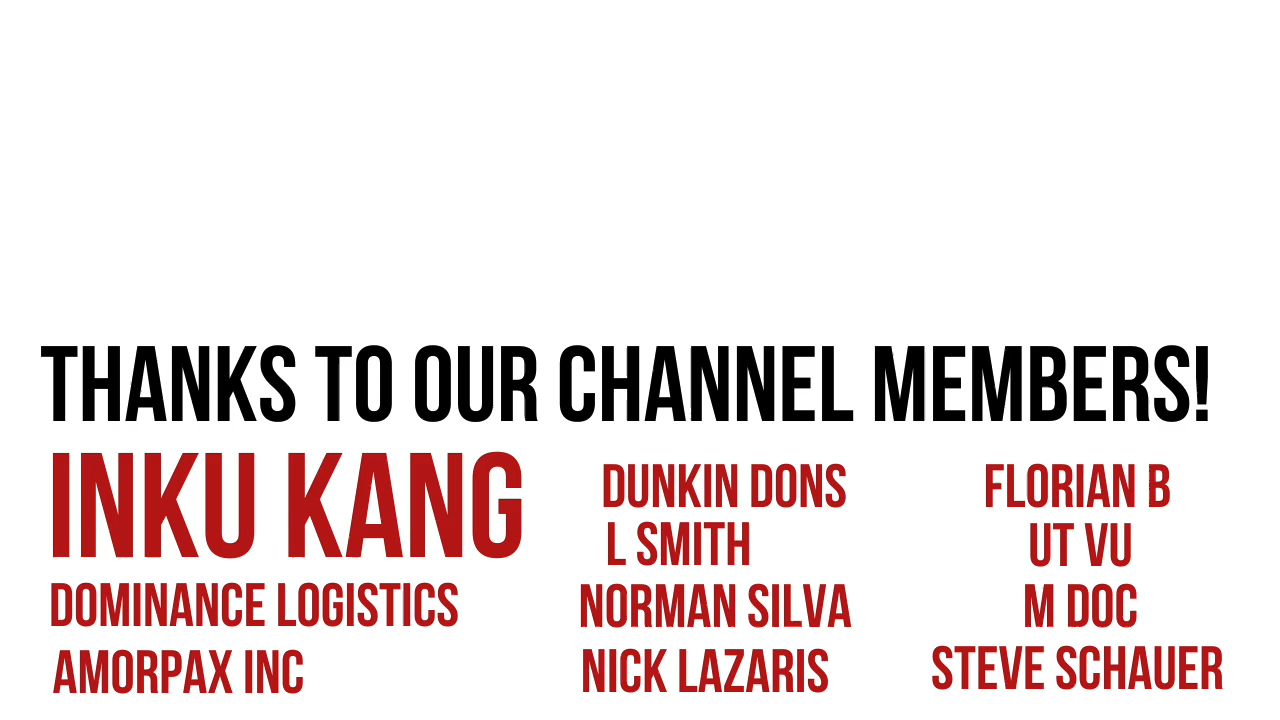 THANKS TO OUR CHANNEL MEMBERS!
INKU KANG
DOMINANCE LOGISTICS
AMORPAX INC
DUNKIN DONS
L SMITH
NORMAN SILVA
NICK LAZARIS
FLORIAN B
UT VU
M DOC
STEVE SCHAUER